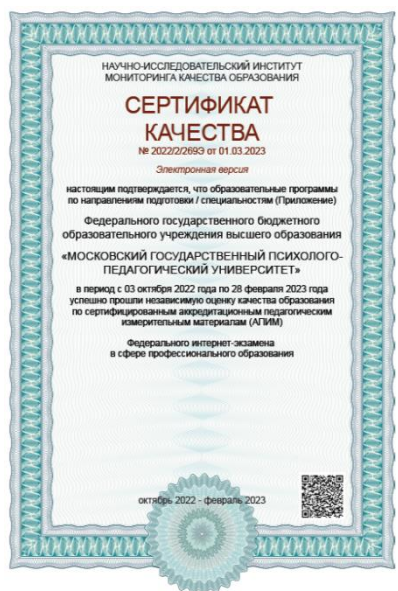 НАУЧНО-ИССЛЕДОВАТЕЛЬСКИЙ ИНСТИТУТ
МОНИТОРИНГА КАЧЕСТВА ОБРАЗОВАНИЯ
СЕРТИФИКАТ
КАЧЕСТВА
№ 2022/2/269Э от 01.03.2023
Электронная версия
настоящим подтверждается, что образовательные программы
по направлениям подготовки / специальностям (Приложение)
Федерального государственного бюджетного
образовательного учреждения высшего образования
«МОСКОВСКИЙ ГОСУДАРСТВЕННЫЙ ПСИХОЛОГО-
ПЕДАГОГИЧЕСКИЙ УНИВЕРСИТЕТ»
в период с 03 октября 2022 года по 28 февраля 2023 года
успешно прошли независимую оценку качества образования
по сертифицированным аккредитационным педагогическим
измерительным материалам (АПИМ)
Федерального интернет-экзамена
в сфере профессионального образования
октябрь 2022 - февраль 2023